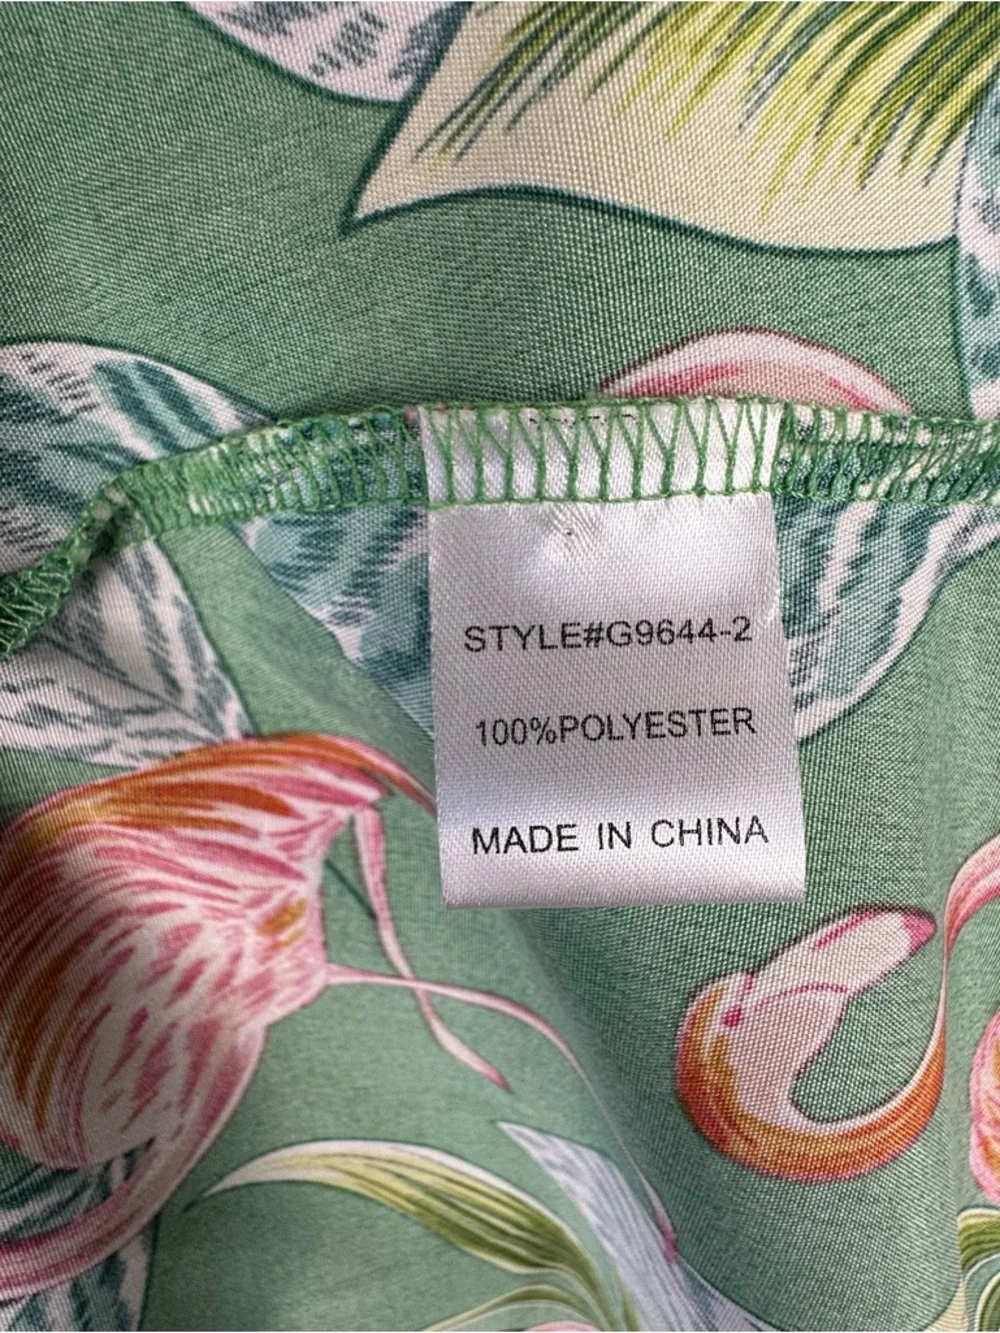 STYLE#G9644-2
100%POLYESTER
MADE IN CHINA